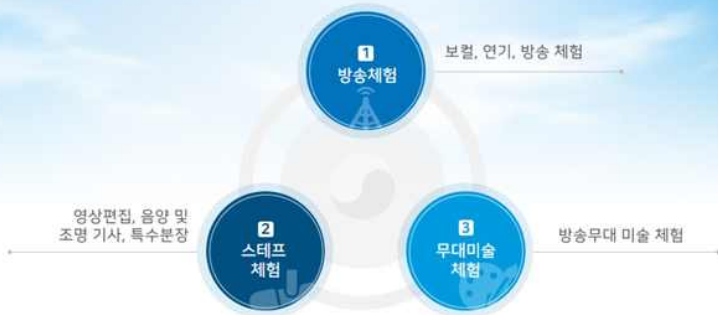 1
방송체험
보컬, 연기, 방송 체험
영상편집, 음양 및
조명 기사, 특수분장
2
스테프
체험
3
무대미술
체험
방송무대 미술 체험